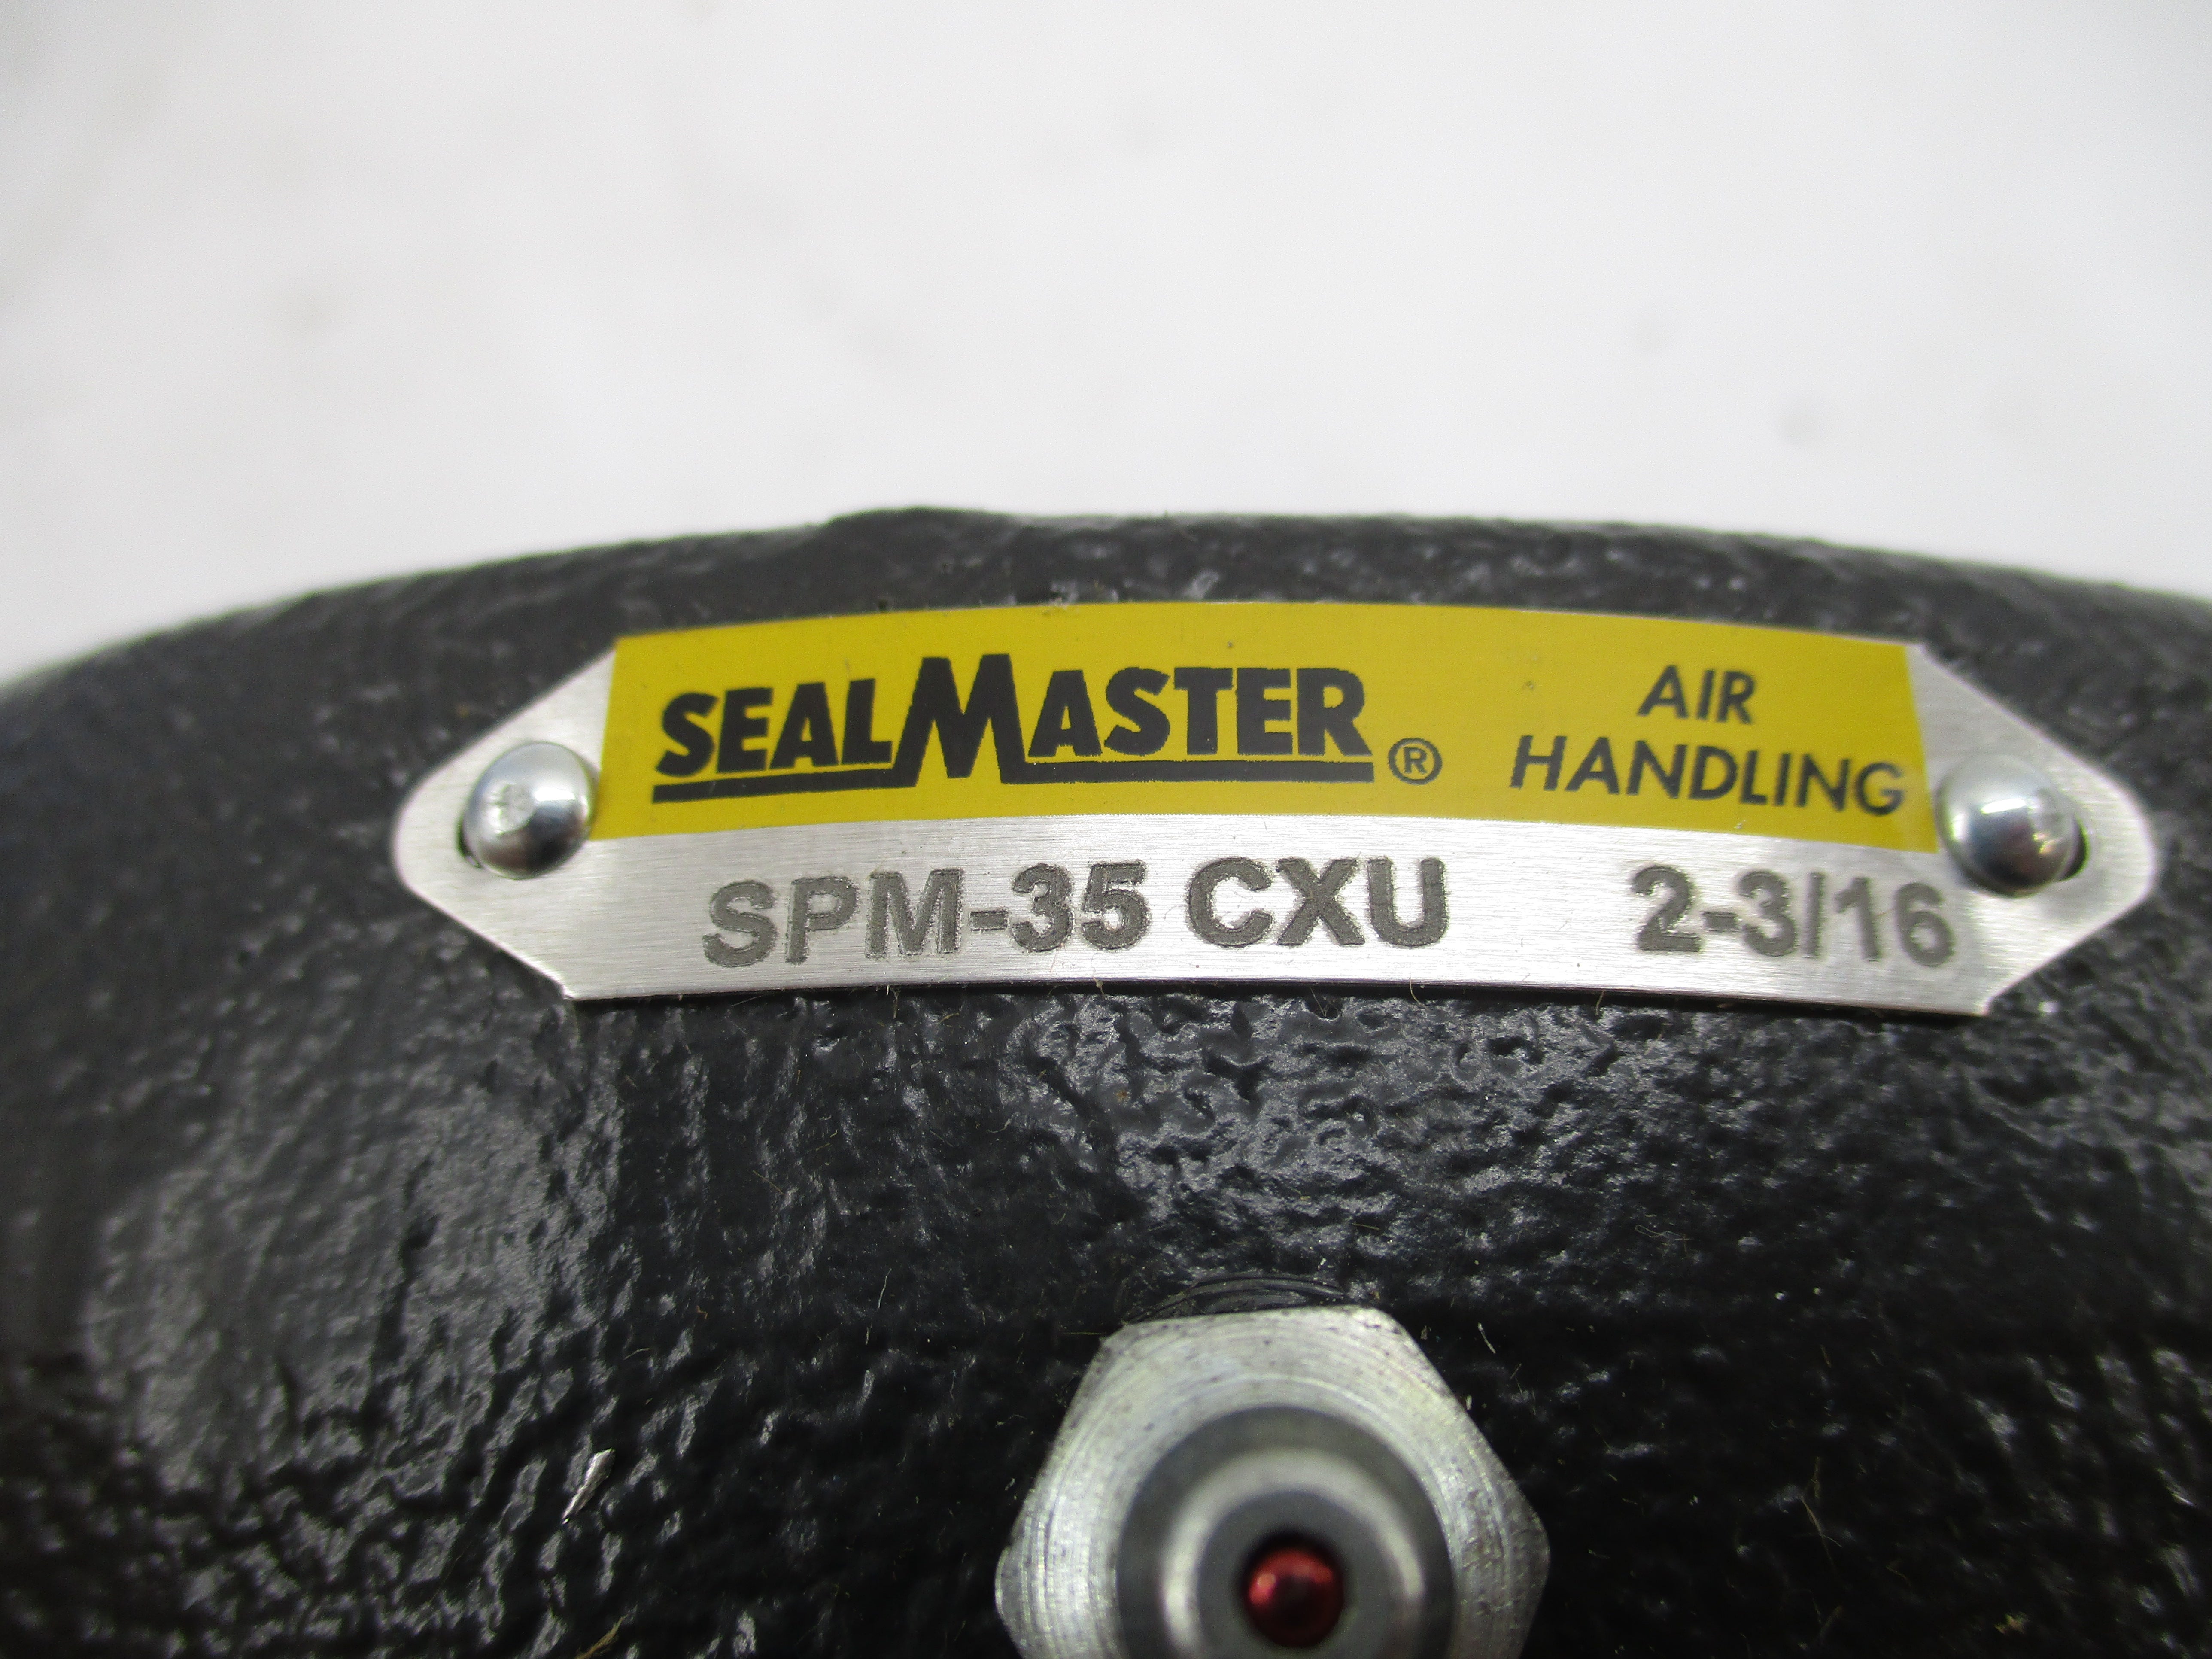 SEALMASTER ®
AIR
HANDLING
SPM-35 CXU 2-3/16